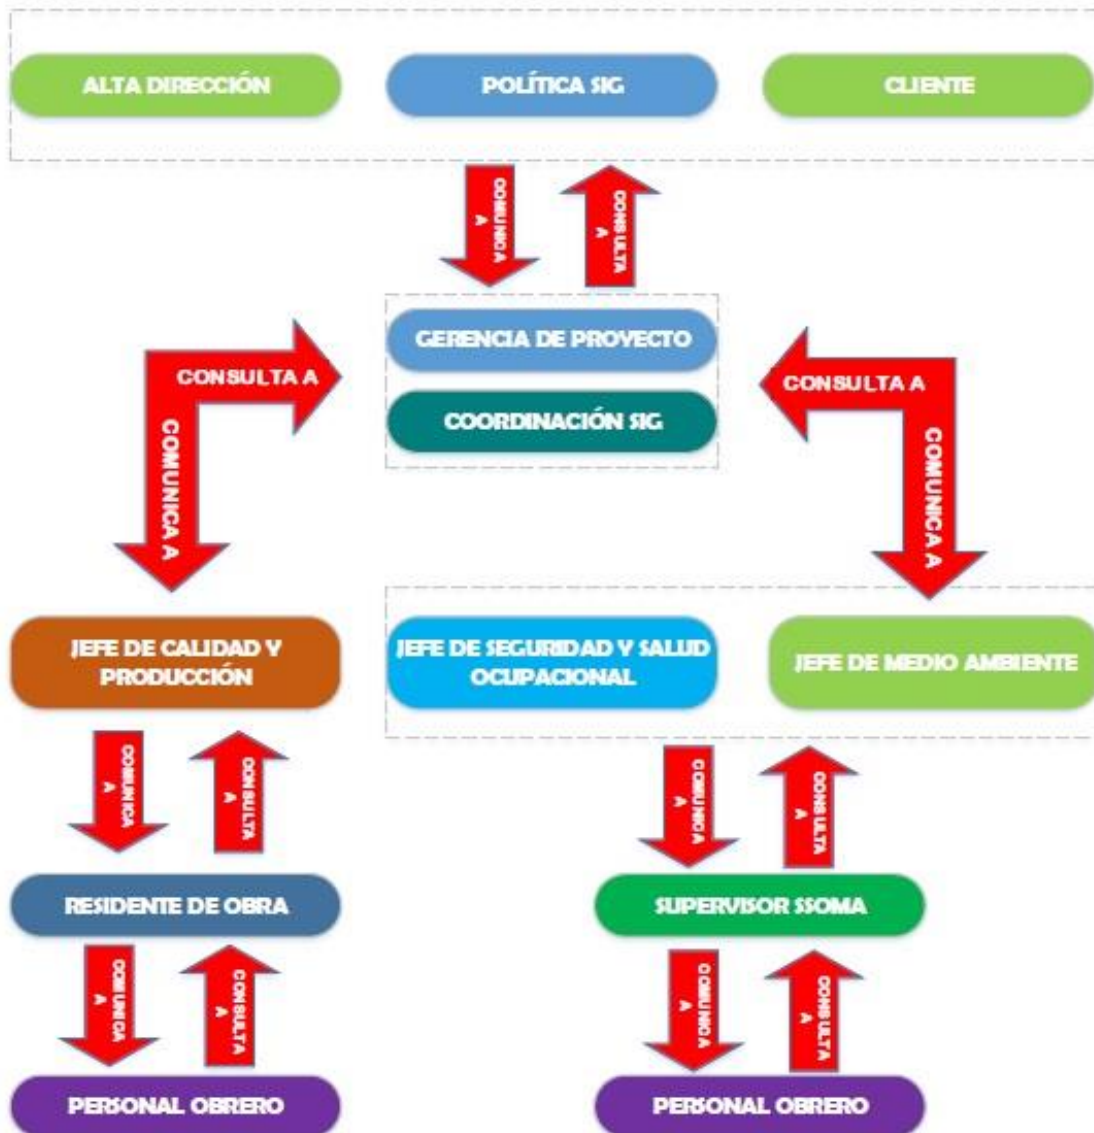 ALTA DIRECCIÓN
POLÍTICA SIG
CLIENTE
COMUNICA
A
CONSULTA
A
GERENCIA DE PROYECTO
COORDINACIÓN SIG
CONSULTA A
COMUNICA A
CONSULTA A
COMUNICA A
JEFE DE CALIDAD Y
PRODUCCIÓN
JEFE DE SEGURIDAD Y SALUD
OCUPACIONAL
JEFE DE MEDIO AMBIENTE
COMUNICA
A
CONSULTA
A
COMUNICA
A
CONSULTA
A
RESIDENTE DE OBRA
SUPERVISOR SSOMA
COMUNICA
A
CONSULTA
A
COMUNICA
A
CONSULTA
A
PERSONAL OBRERO
PERSONAL OBRERO